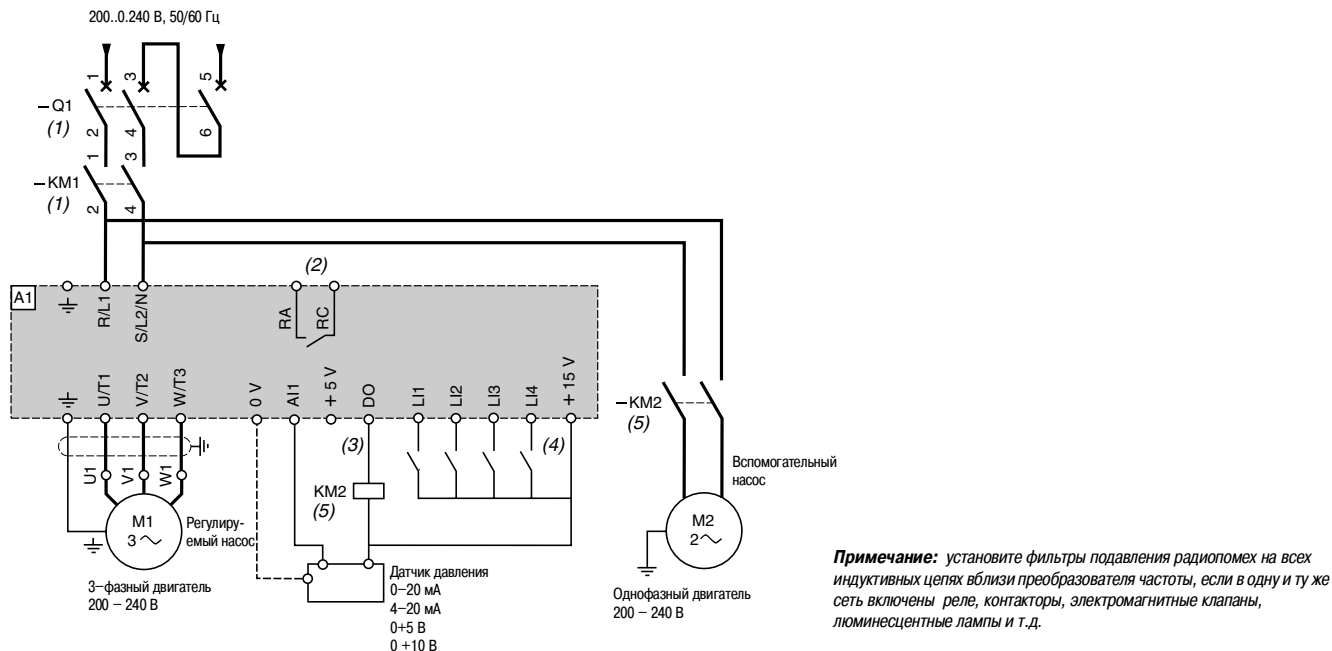 200..0.240 В, 50/60 Гц
1 3 5
–Q1
(1)
2 4 6
1 3
–KM1
(1)
2 4
(2)
A1
R/L1 S/L2/N RA RC
U/T1 V/T2 W/T3 0 V AI1 + 5 V DO LI1 LI2 LI3 LI4 + 15 V
–KM2
(5)
(3) (4)
U1 V1 W1
KM2
(5)
Вспомогательный
насос
M1
3
Регулиру-
емый насос
M2
2
Датчик давления
0–20 мА
4–20 мА
0+5 В
0 +10 В
3–фазный двигатель
200 – 240 В
Однофазный двигатель
200 – 240 В
Примечание: установите фильтры подавления радиопомех на всех
индуктивных цепях вблизи преобразователя частоты, если в одну и ту же
сеть включены реле, контакторы, электромагнитные клапаны,
люминесцентные лампы и т.д.